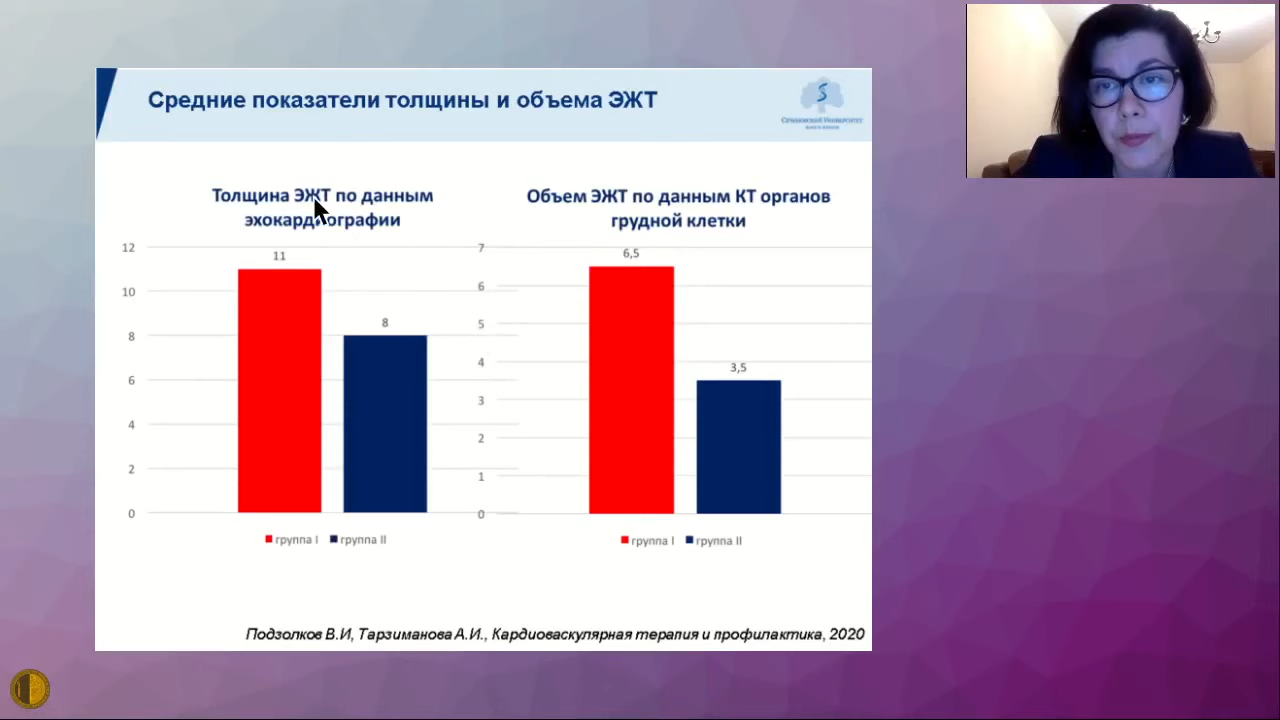 Средние показатели толщины и объема ЭЖТ
Сеченовский Университет
Толщина ЭЖТ по данным
эхокардиографии
12
10
8
6
4
2
0
11
8
группа I группа II
Объем ЭЖТ по данным КТ органов
грудной клетки
7
6
5
4
3
2
1
0
6,5
3,5
группа I группа II
Подзолков В.И, Тарзиманова А.И., Кардиоваскулярная терапия и профилактика, 2020